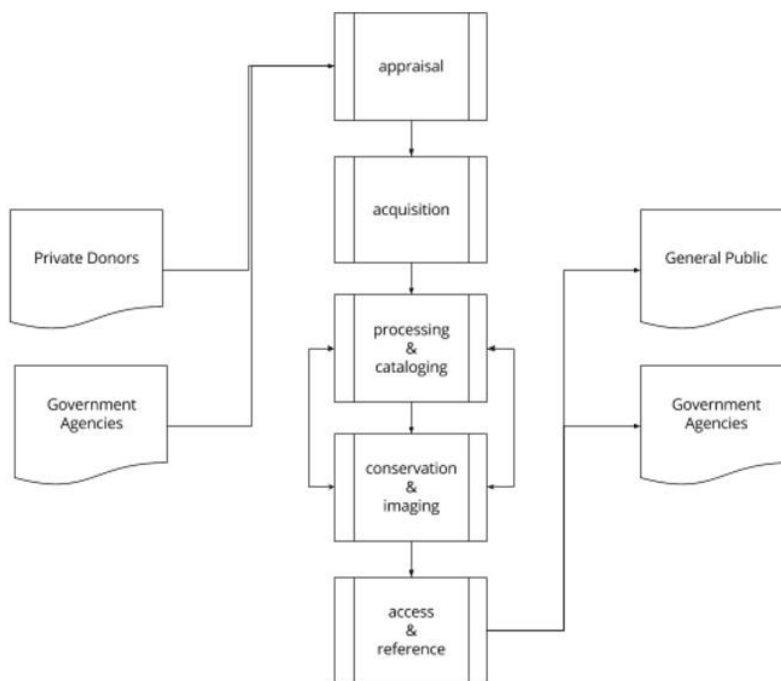 appraisal
acquisition
Private Donors
General Public
processing
&
cataloging
Government
Agencies
Government
Agencies
conservation
&
imaging
access
&
reference